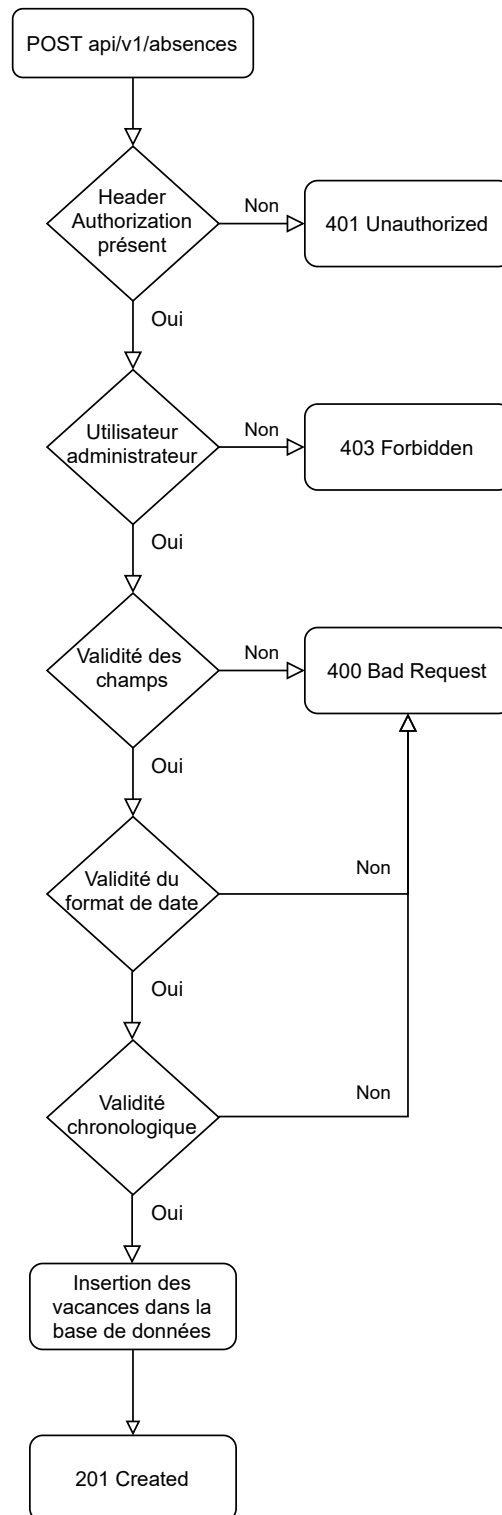 POST api/v1/absences
Header
Authorization
présent
Non
401 Unauthorized
Oui
Utilisateur
administrateur
Non
403 Forbidden
Oui
Validité des
champs
Non
400 Bad Request
Oui
Validité du
format de date
Non
Oui
Validité
chronologique
Non
Oui
Insertion des
vacances dans la
base de données
201 Created